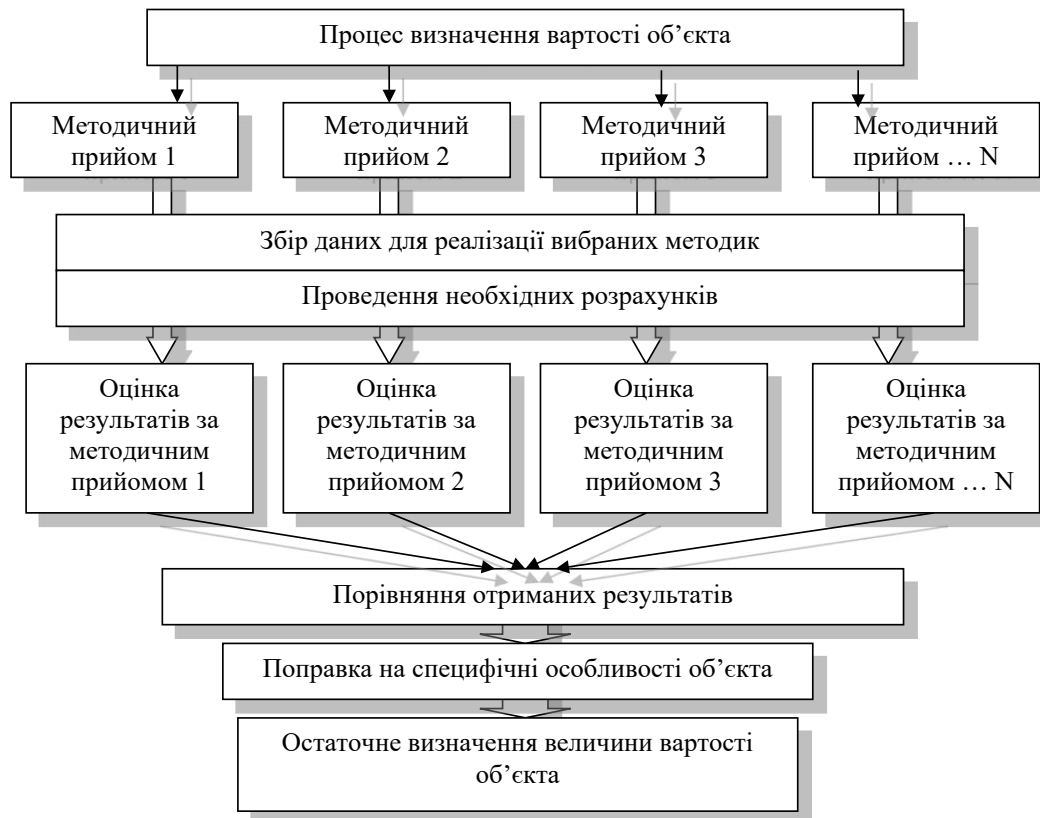 Процес визначення вартості об’єкта
Методичний
прийом 1
Методичний
прийом 2
Методичний
прийом 3
Методичний
прийом … N
Збір даних для реалізації вибраних методик
Проведення необхідних розрахунків
Оцінка
результатів за
методичним
прийомом 1
Оцінка
результатів за
методичним
прийомом 2
Оцінка
результатів за
методичним
прийомом 3
Оцінка
результатів за
методичним
прийомом … N
Порівняння отриманих результатів
Поправка на специфічні особливості об’єкта
Остаточне визначення величини вартості
об’єкта